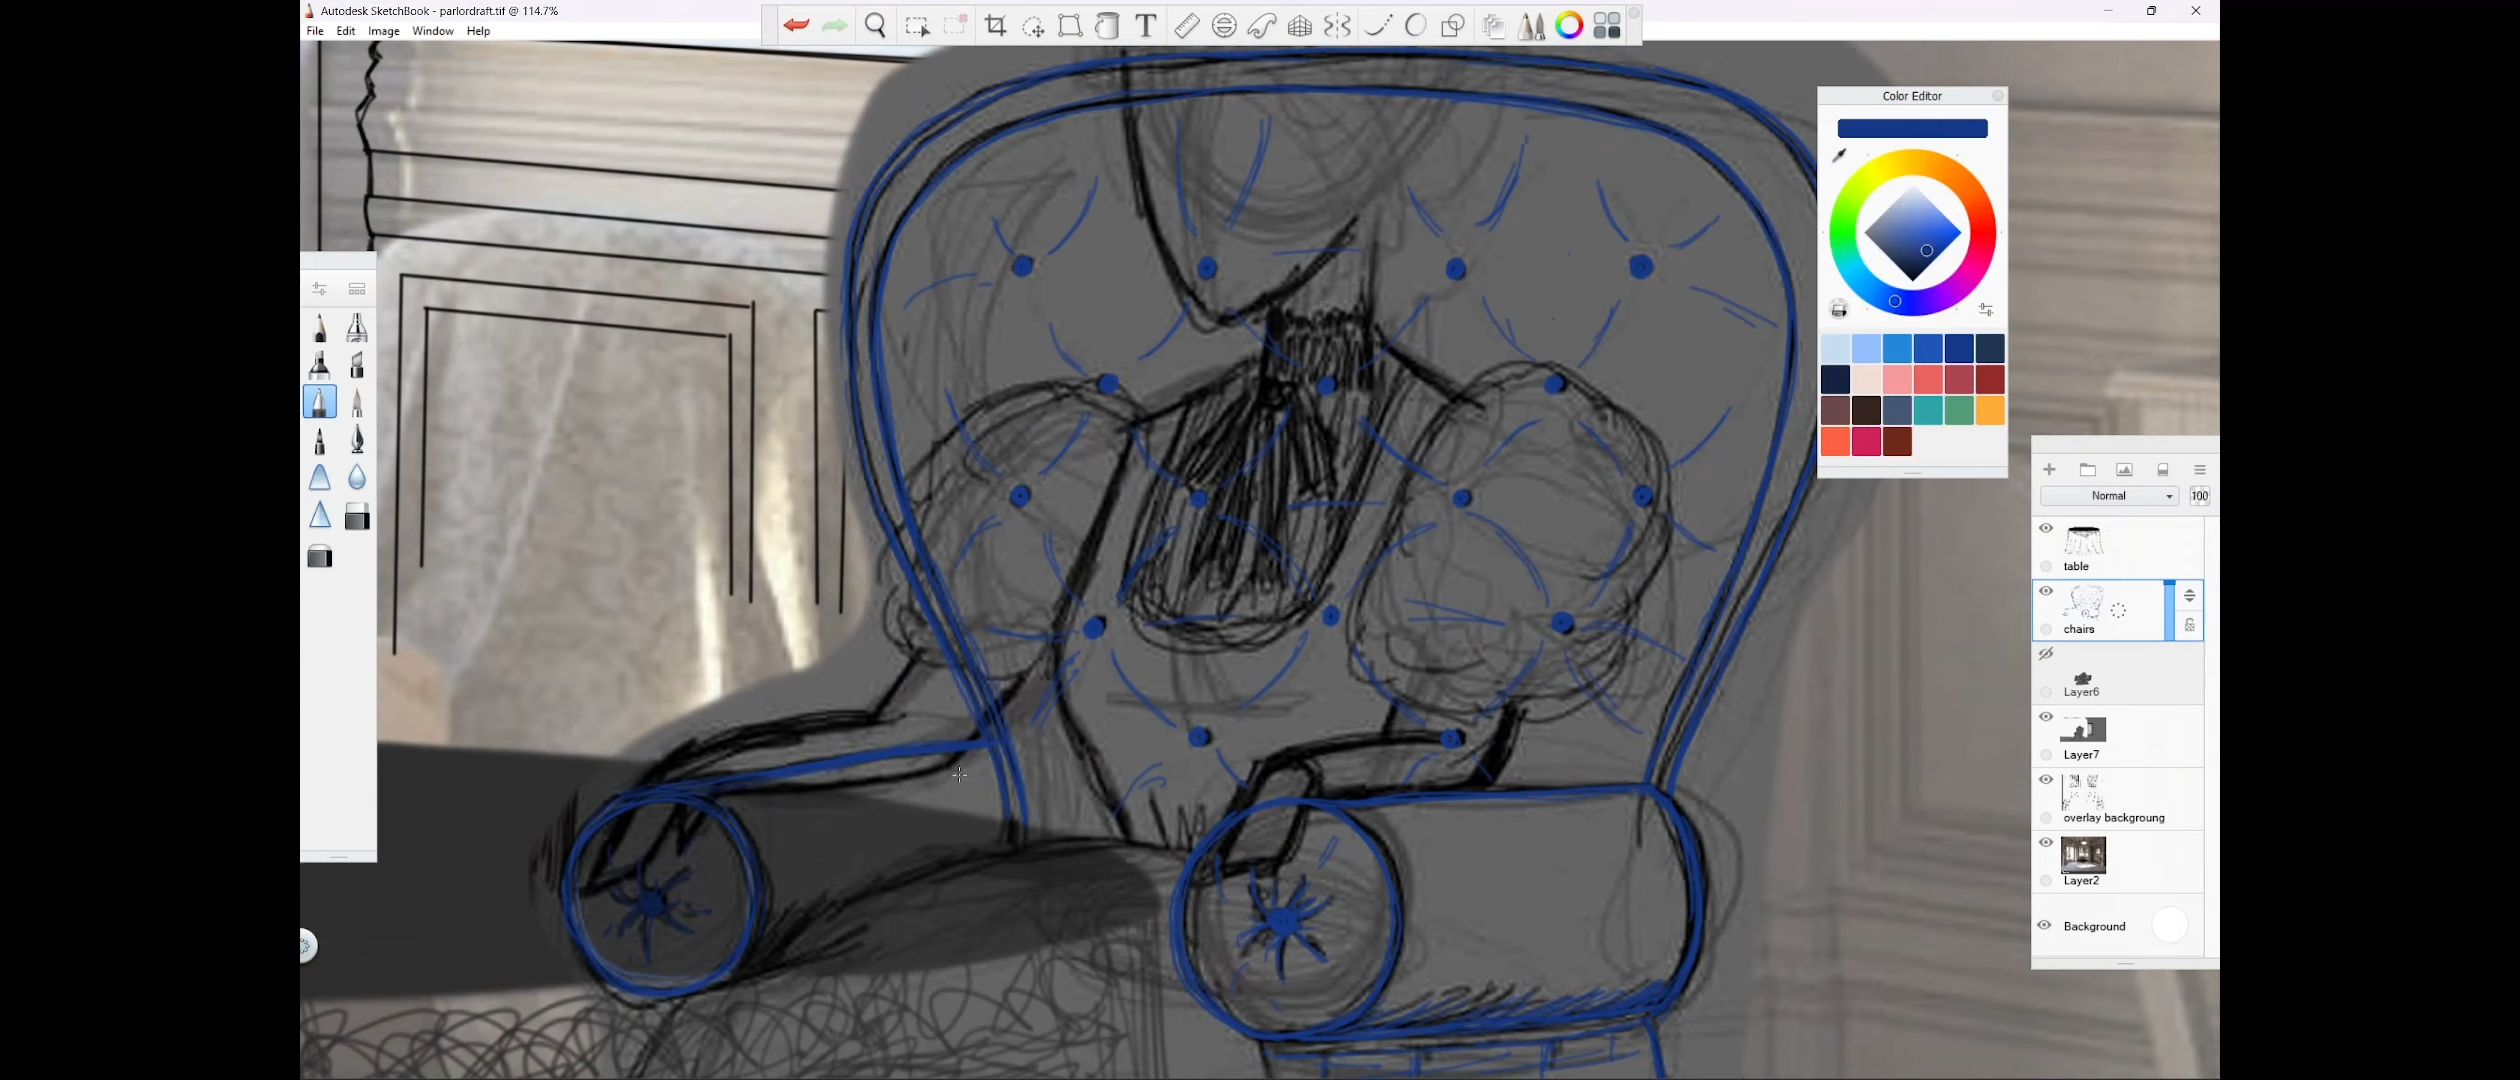 Autodesk SketchBook - parlordraft.tif @ 114.7%
File Edit Image Window Help
T
Color Editor
Normal 100
table
chairs
Layer6
Layer7
overlay backgroung
Layer2
Background